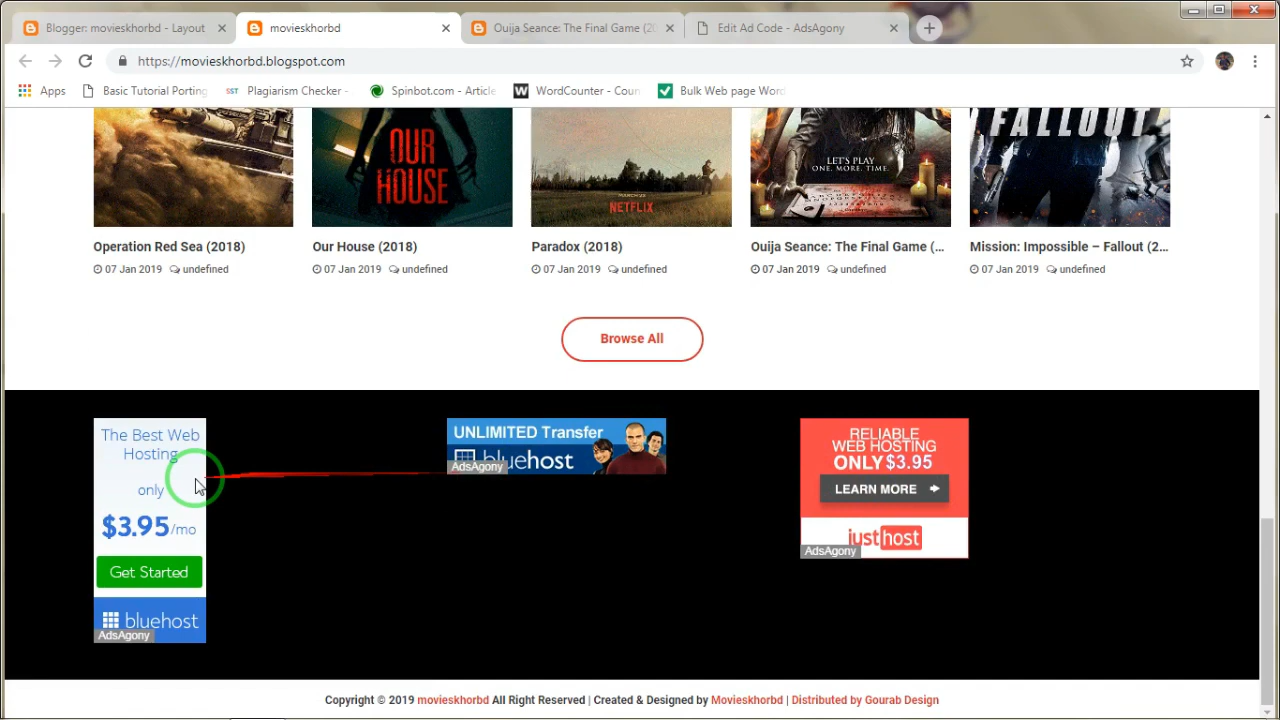 Blogger: movieskhorbd - Layout
movieskhorbd
Ouija Seance: The Final Game (20
Edit Ad Code - AdsAgony
https://movieskhorbd.blogspot.com
Apps
Basic Tutorial Porting
SST
Plagiarism Checker -
Spinbot.com - Article
W
WordCounter - Coun
Bulk Web page Word
OUR
HOUSE
MARCH 23
NETFLIX
LET'S PLAY
ONE. MORE. TIME.
FALLOUT
Operation Red Sea (2018)
Our House (2018)
Paradox (2018)
Ouija Seance: The Final Game (...
Mission: Impossible – Fallout (2...
07 Jan 2019 undefined
07 Jan 2019 undefined
07 Jan 2019 undefined
07 Jan 2019 undefined
07 Jan 2019 undefined
Browse All
The Best Web
Hosting
only
$3.95/mo
Get Started
bluehost
AdsAgony
UNLIMITED Transfer
bluehost
AdsAgony
RELIABLE
WEB HOSTING
ONLY $3.95
LEARN MORE
just host
AdsAgony
Copyright © 2019 movieskhorbd All Right Reserved | Created & Designed by Movieskhorbd | Distributed by Gourab Design